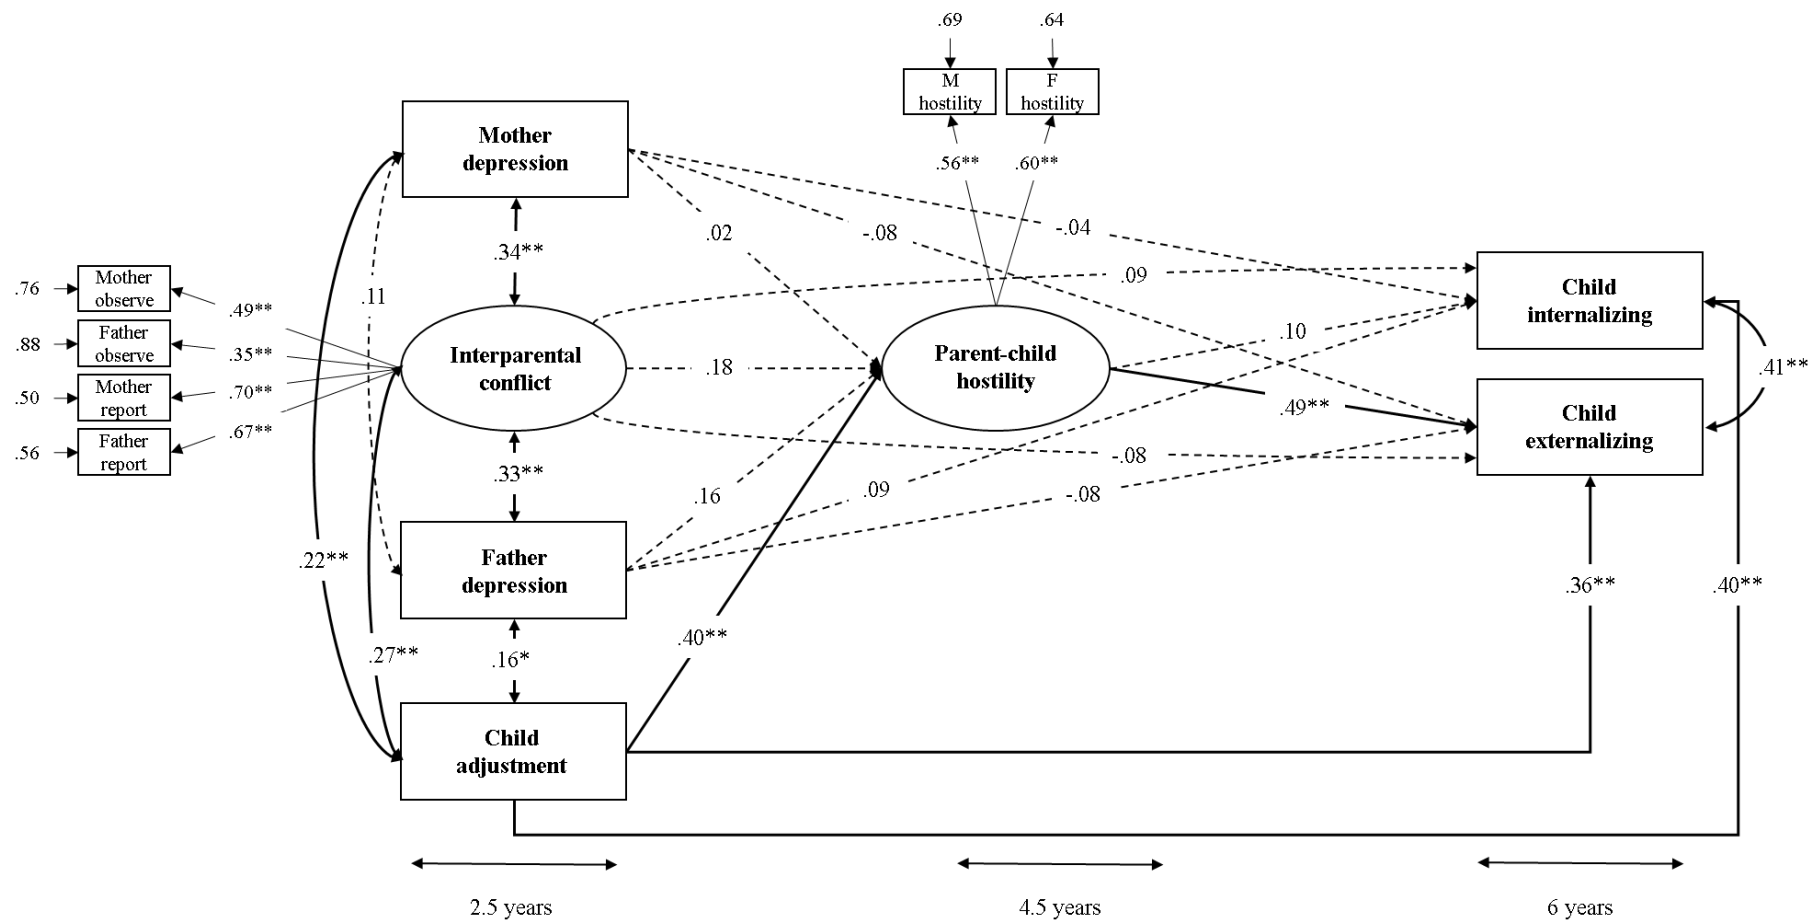 .69
.64
M
hostility
F
hostility
Mother
depression
.56**
.60**
.02
-.08
-.04
.34**
.09
.11
Mother
observe
.76
.49**
Father
observe
.88
.35**
Mother
report
.50
.70**
Father
report
.56
.67**
Interparental
conflict
.18
Parent-child
hostility
.10
Child
internalizing
.41**
.49**
Child
externalizing
-.08
.33**
.16
.09
-.08
Father
depression
.22**
.36**
.40**
.27**
.16*
.40**
Child
adjustment
2.5 years
4.5 years
6 years